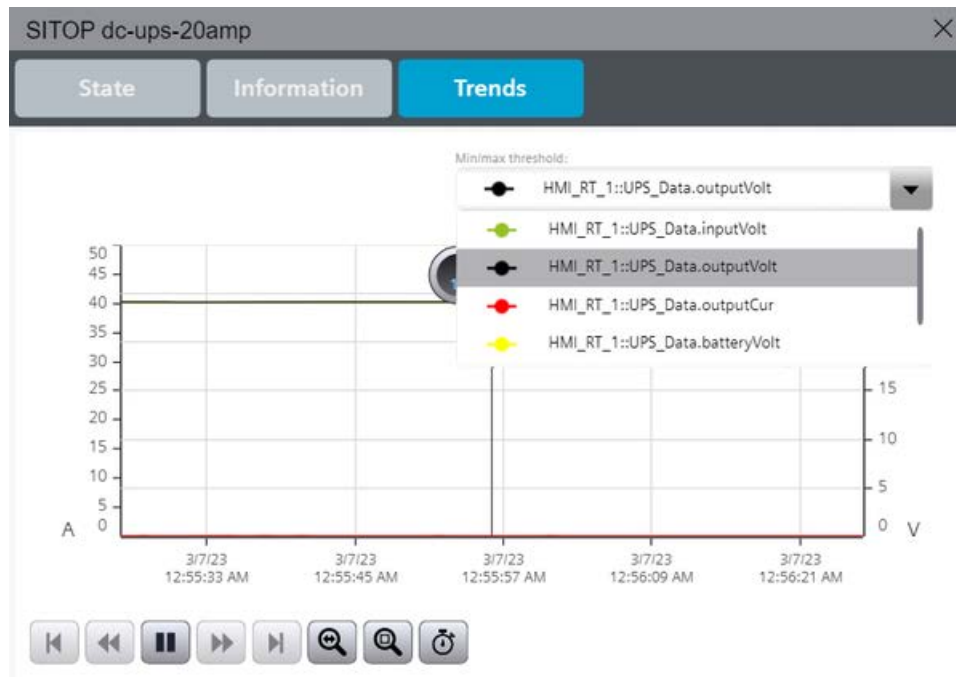 SITOP dc-ups-20amp
State
Information
Trends
Min/max threshold:
HMI_RT_1::UPS_Data.outputVolt
HMI_RT_1::UPS_Data.inputVolt
HMI_RT_1::UPS_Data.outputVolt
HMI_RT_1::UPS_Data.outputCur
HMI_RT_1::UPS_Data.batteryVolt
50
45
40
35
30
25
20
15
10
5
0
A
15
10
5
0
V
3/7/23
12:55:33 AM
3/7/23
12:55:45 AM
3/7/23
12:55:57 AM
3/7/23
12:56:09 AM
3/7/23
12:56:21 AM